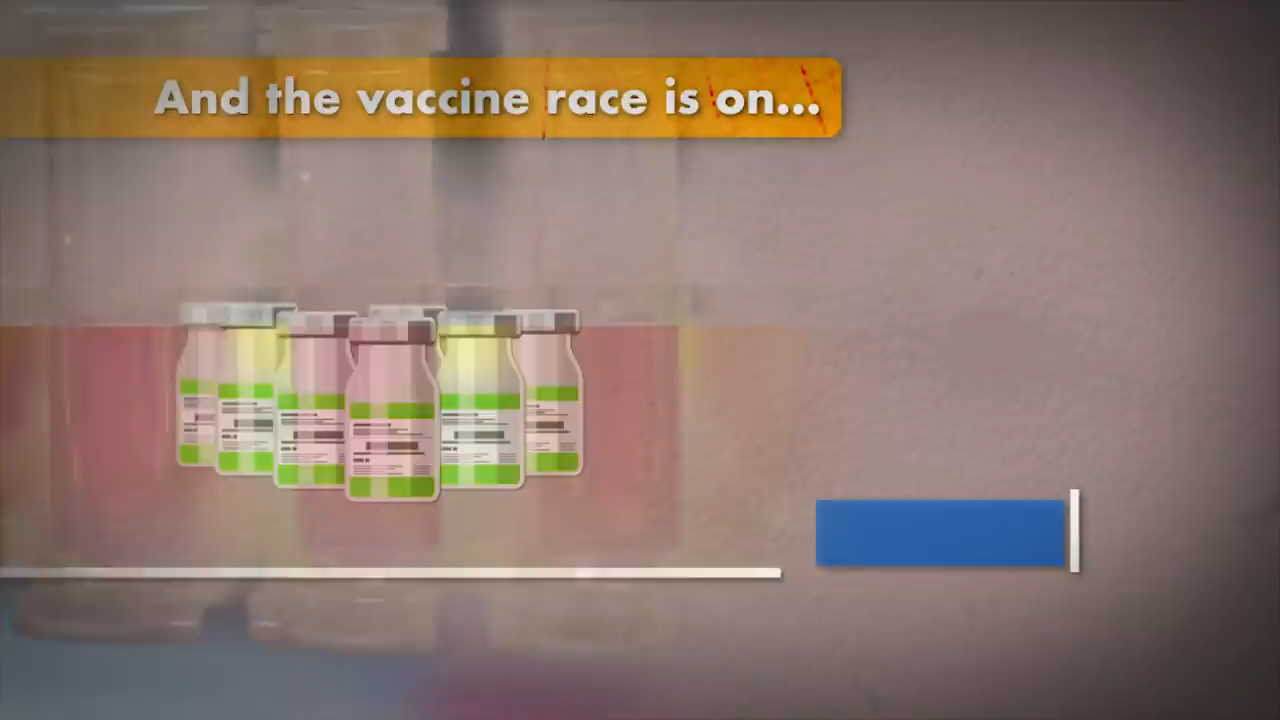 And the vaccine race is on...